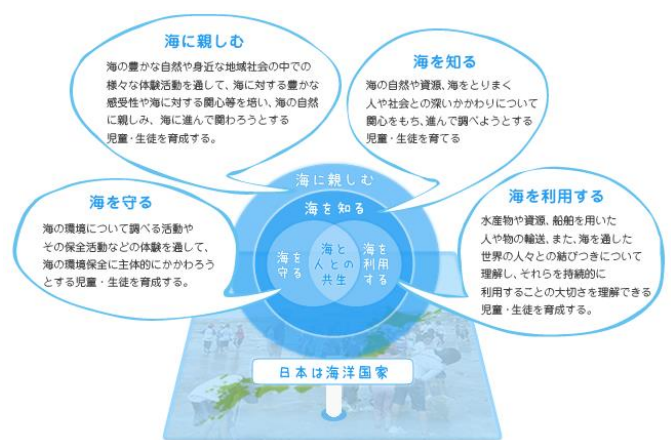 海に親しむ
海の豊かな自然や身近な地域社会の中での
様々な体験活動を通して、海に対する豊かな
感受性や海に対する関心等を培い、海の自然
に親しみ、海に進んで関わろうとする
児童・生徒を育成する。
海を知る
海の自然や資源、海をとりまく
人や社会との深いかかわりについて
関心をもち、進んで調べようとする
児童・生徒を育てる
海を守る
海の環境について調べる活動や
その保全活動などの体験を通して、
海の環境保全に主体的にかかわろう
とする児童・生徒を育成する。
海を利用する
水産物や資源、船舶を用いた
人や物の輸送、また、海を通した
世界の人々との結びつきについて
理解し、それらを持続的に
利用することの大切さを理解できる
児童・生徒を育成する。
海に親しむ
海を知る
海を
守る
海と
人との
共生
海を
利用
する
日本は海洋国家